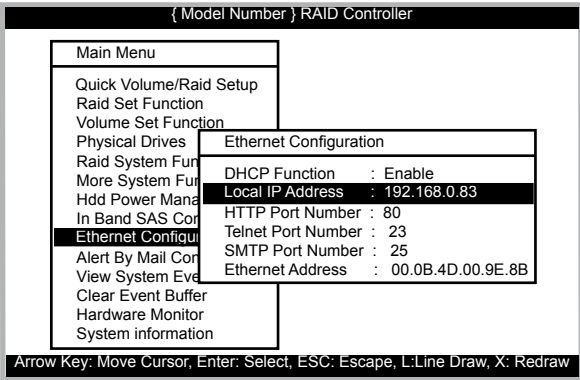 { Model Number } RAID Controller
Main Menu
Quick Volume/Raid Setup
Raid Set Function
Volume Set Function
Physical Drives
Raid System Fun
More System Fun
Hdd Power Mana
In Band SAS Con
Ethernet Configu
Alert By Mail Con
View System Eve
Clear Event Buffer
Hardware Monitor
System information
Ethernet Configuration
DHCP Function : Enable
Local IP Address : 192.168.0.83
HTTP Port Number : 80
Telnet Port Number : 23
SMTP Port Number : 25
Ethernet Address : 00.0B.4D.00.9E.8B
Arrow Key: Move Cursor, Enter: Select, ESC: Escape, L:Line Draw, X: Redraw